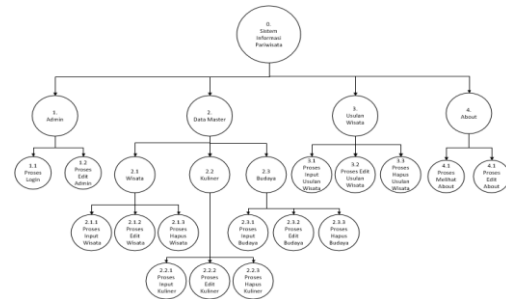 0.
Sistem
Informasi
Pariwisata
1.
Admin
2.
Data Master
3.
Usulan
Wisata
4.
About
1.1
Proses
Login
1.2
Proses
Edit
Admin
2.1
Wisata
2.2
Kuliner
2.3
Budaya
3.1
Proses
Input
Usulan
Wisata
3.2
Proses Edit
Usulan
Wisata
3.3
Proses
Hapus
Usulan
Wisata
4.1
Proses
Melihat
About
4.1
Proses
Edit
About
2.1.1
Proses
Input
Wisata
2.1.2
Proses
Edit
Wisata
2.1.3
Proses
Hapus
Wisata
2.3.1
Proses
Input
Budaya
2.3.2
Proses
Edit
Budaya
2.3.3
Proses
Hapus
Budaya
2.2.1
Proses
Input
Kuliner
2.2.2
Proses
Edit
Kuliner
2.2.3
Proses
Hapus
Kuliner